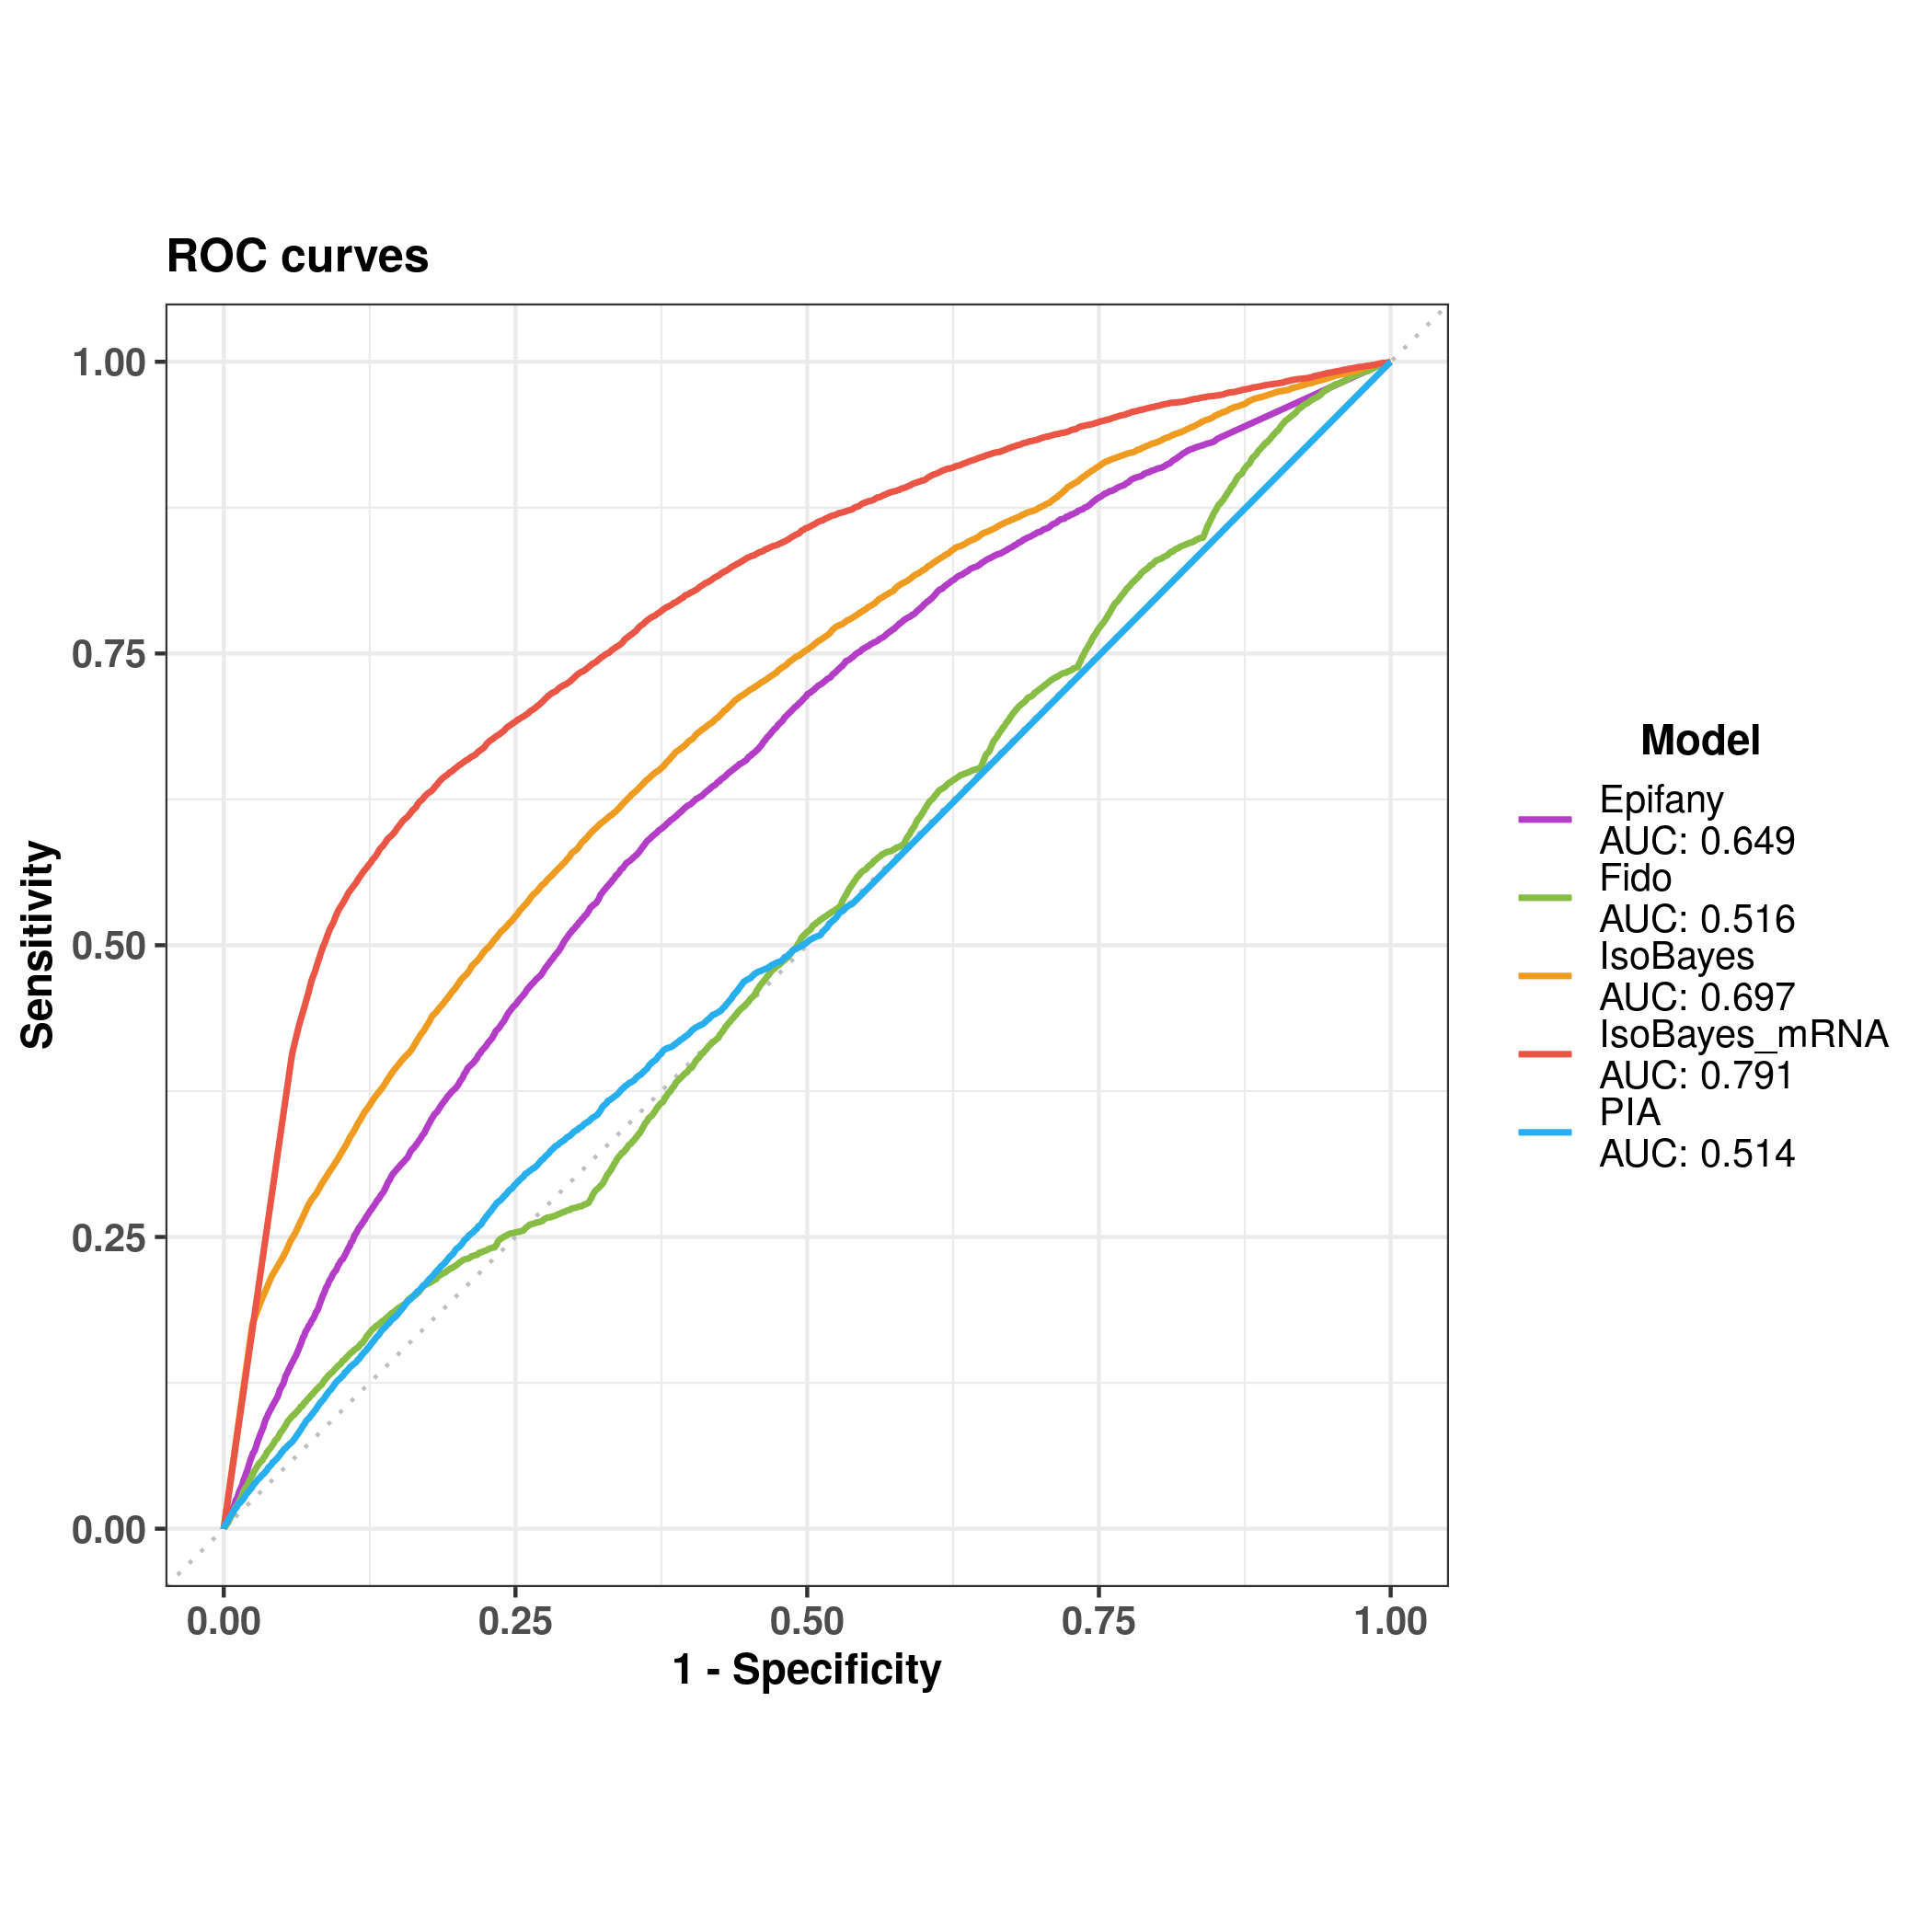 ROC curves
1.00
0.75
0.50
0.25
0.00
Sensitivity
0.00
0.25
0.50
0.75
1.00
1 - Specificity
Model
Epifany
AUC: 0.649
Fido
AUC: 0.516
IsoBayes
AUC: 0.697
IsoBayes_mRNA
AUC: 0.791
PIA
AUC: 0.514